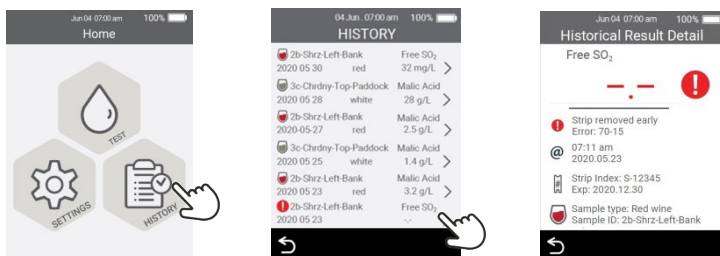 Jun 04 07:00 am 100%
Home
TEST
SETTINGS
HISTORY
04 Jun . 07:00 am 100%
HISTORY
2b-Shrz-Left-Bank Free SO₂
2020 05 30 red 32 mg/L
3c-Chrdny-Top-Paddock Malic Acid
2020 05 28 white 28 g/L
2b-Shrz-Left-Bank Malic Acid
2020-05-27 red 2.5 g/L
3c-Chrdny-Top-Paddock Malic Acid
2020 05 25 white 1.4 g/L
2b-Shrz-Left-Bank Malic Acid
2020 05 23 red 3.2 g/L
2b-Shrz-Left-Bank Free SO₂
2020 05 23 -.-
Jun 04 07:00 am 100%
Historical Result Detail
Free SO₂
–.–
Strip removed early
Error: 70-15
@ 07:11 am
2020.05.23
Strip Index: S-12345
Exp: 2020.12.30
Sample type: Red wine
Sample ID: 2b-Shrz-Left-Bank